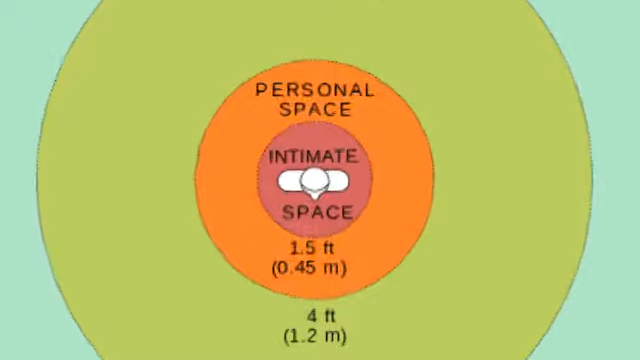 PERSONAL
SPACE
INTIMATE
SPACE
1.5 ft
(0.45 m)
4 ft
(1.2 m)